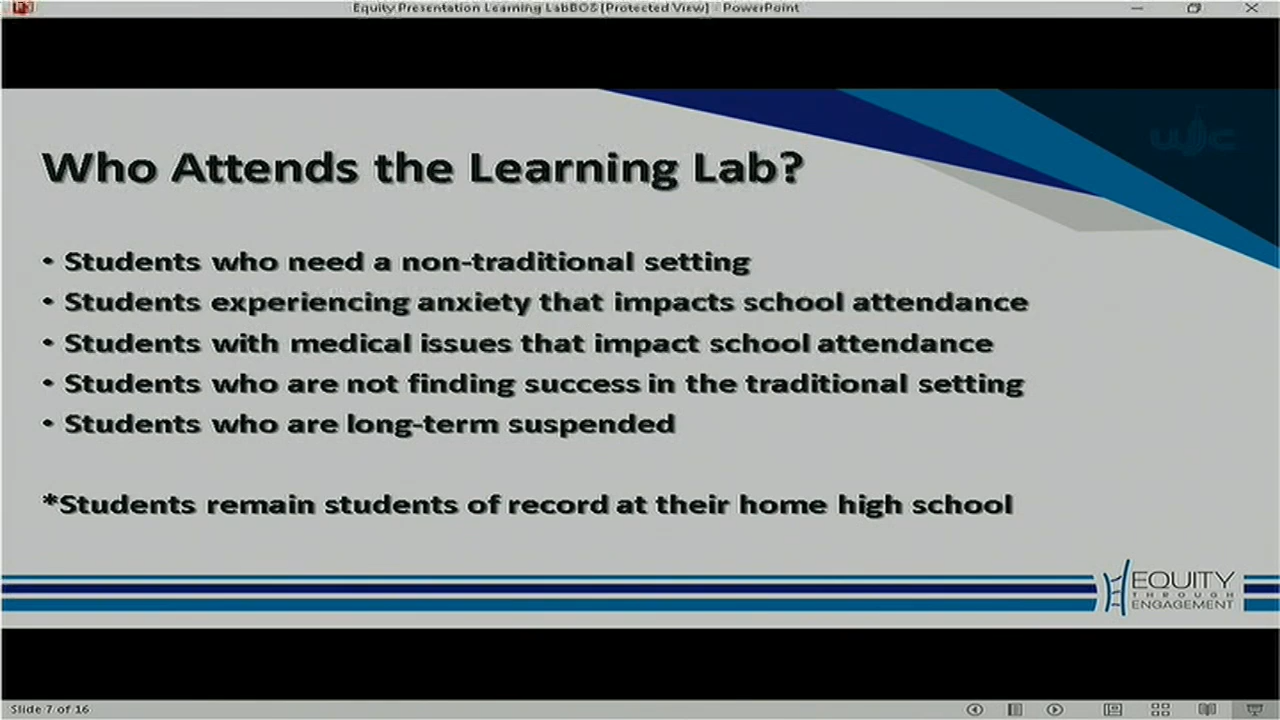 Equity Presentation Learning LabBOS [Protected View] - PowerPoint
WJC
Who Attends the Learning Lab?
• Students who need a non-traditional setting
• Students experiencing anxiety that impacts school attendance
• Students with medical issues that impact school attendance
• Students who are not finding success in the traditional setting
• Students who are long-term suspended
*Students remain students of record at their home high school
EQUITY
THROUGH
ENGAGEMENT
Slide 7 of 16